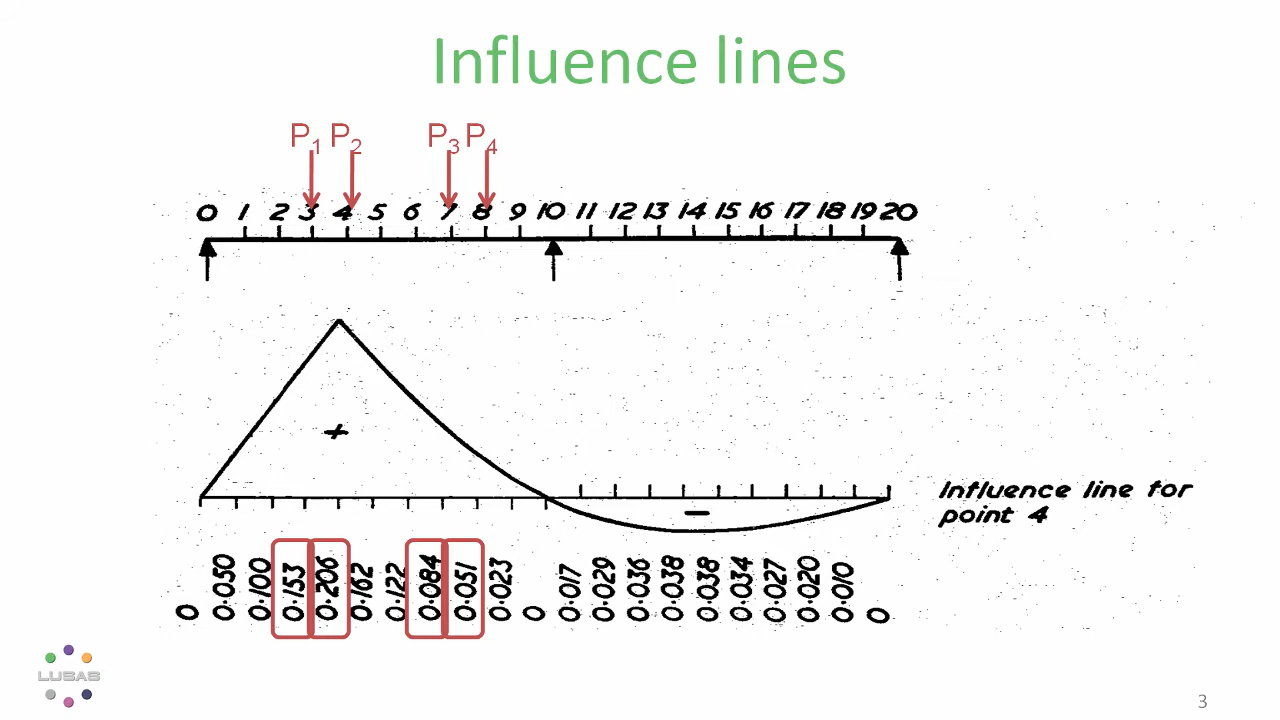 Influence lines
P1 P2 P3 P4
0 1 2 3 4 5 6 7 8 9 10 11 12 13 14 15 16 17 18 19 20
+
−
Influence line for
point 4
0 0.050 0.100 0.153 0.206 0.162 0.122 0.084 0.051 0.023 0 0.017 0.029 0.036 0.038 0.038 0.034 0.027 0.020 0.010 0
LUSAS
3